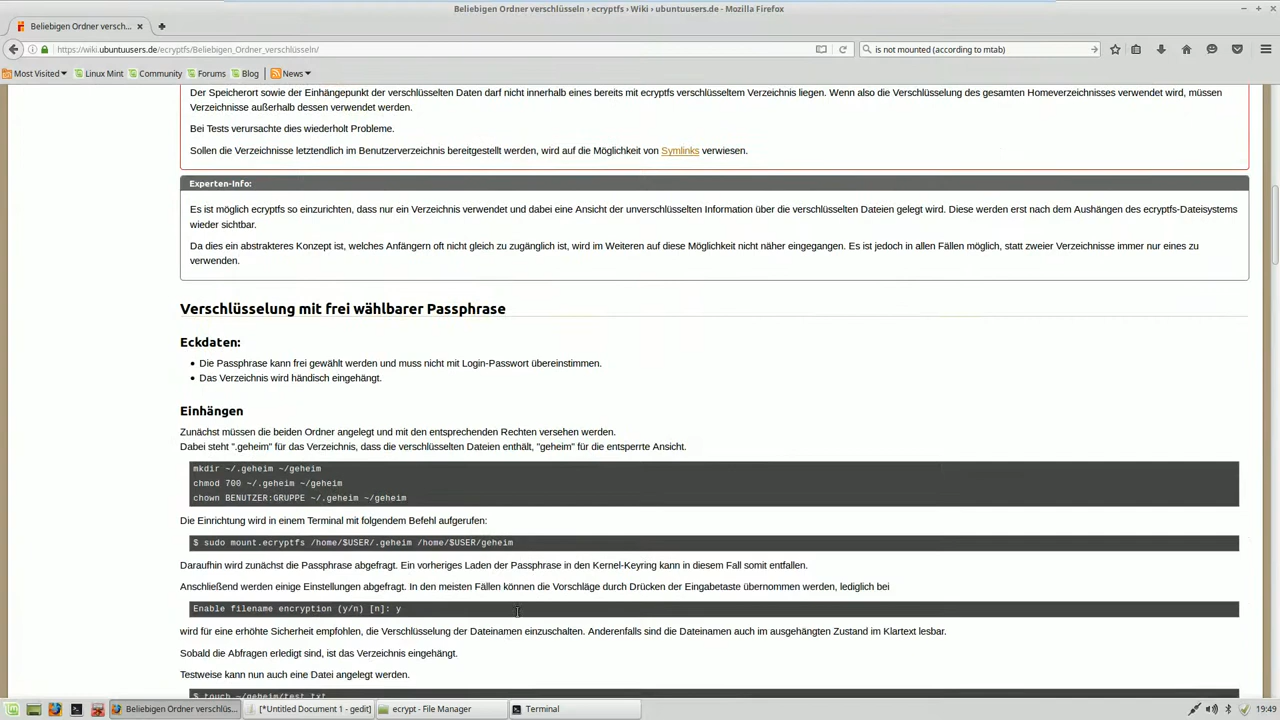 Beliebigen Ordner verschlüsseln › ecryptfs › Wiki › ubuntuusers.de - Mozilla Firefox
Beliebigen Ordner versch...
https://wiki.ubuntuusers.de/ecryptfs/Beliebigen_Ordner_verschlüsseln/
is not mounted (according to mtab)
Most Visited
Linux Mint
Community
Forums
Blog
News
Der Speicherort sowie der Einhängepunkt der verschlüsselten Daten darf nicht innerhalb eines bereits mit ecryptfs verschlüsseltem Verzeichnis liegen. Wenn also die Verschlüsselung des gesamten Homeverzeichnisses verwendet wird, müssen
Verzeichnisse außerhalb dessen verwendet werden.
Bei Tests verursachte dies wiederholt Probleme.
Sollen die Verzeichnisse letztendlich im Benutzerverzeichnis bereitgestellt werden, wird auf die Möglichkeit von Symlinks verwiesen.
Experten-Info:
Es ist möglich ecryptfs so einzurichten, dass nur ein Verzeichnis verwendet und dabei eine Ansicht der unverschlüsselten Information über die verschlüsselten Dateien gelegt wird. Diese werden erst nach dem Aushängen des ecryptfs-Dateisystems
wieder sichtbar.
Da dies ein abstrakteres Konzept ist, welches Anfängern oft nicht gleich zu zugänglich ist, wird im Weiteren auf diese Möglichkeit nicht näher eingegangen. Es ist jedoch in allen Fällen möglich, statt zweier Verzeichnisse immer nur eines zu
verwenden.
Verschlüsselung mit frei wählbarer Passphrase
Eckdaten:
Die Passphrase kann frei gewählt werden und muss nicht mit Login-Passwort übereinstimmen.
Das Verzeichnis wird händisch eingehängt.
Einhängen
Zunächst müssen die beiden Ordner angelegt und mit den entsprechenden Rechten versehen werden.
Dabei steht ".geheim" für das Verzeichnis, dass die verschlüsselten Dateien enthält, "geheim" für die entsperrte Ansicht.
mkdir ~/.geheim ~/geheim
chmod 700 ~/.geheim ~/geheim
chown BENUTZER:GRUPPE ~/.geheim ~/geheim
Die Einrichtung wird in einem Terminal mit folgendem Befehl aufgerufen:
$ sudo mount.ecryptfs /home/$USER/.geheim /home/$USER/geheim
Daraufhin wird zunächst die Passphrase abgefragt. Ein vorheriges Laden der Passphrase in den Kernel-Keyring kann in diesem Fall somit entfallen.
Anschließend werden einige Einstellungen abgefragt. In den meisten Fällen können die Vorschläge durch Drücken der Eingabetaste übernommen werden, lediglich bei
Enable filename encryption (y/n) [n]: y
wird für eine erhöhte Sicherheit empfohlen, die Verschlüsselung der Dateinamen einzuschalten. Anderenfalls sind die Dateinamen auch im ausgehängten Zustand im Klartext lesbar.
Sobald die Abfragen erledigt sind, ist das Verzeichnis eingehängt.
Testweise kann nun auch eine Datei angelegt werden.
$ touch ~/geheim/test.txt
Beliebigen Ordner verschlüs...
[*Untitled Document 1 - gedit]
ecrypt - File Manager
Terminal
19:49